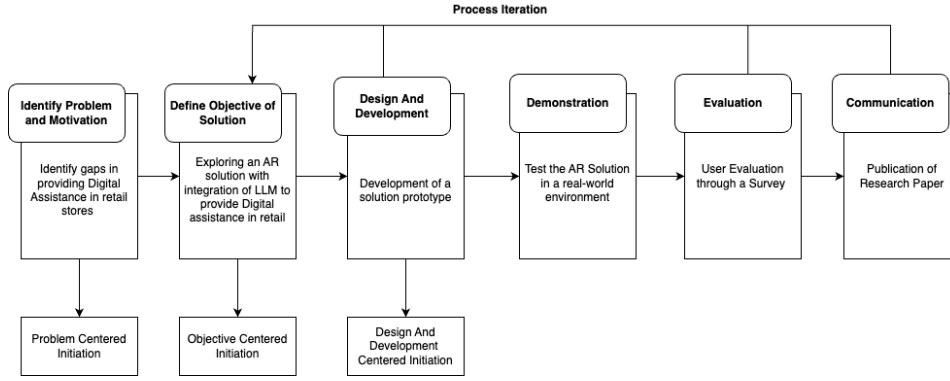 Process Iteration
Identify Problem
and Motivation
Identify gaps in
providing Digital
Assistance in retail
stores
Define Objective of
Solution
Exploring an AR
solution with
integration of LLM to
provide Digital
assistance in retail
Design And
Development
Development of a
solution prototype
Demonstration
Test the AR Solution
in a real-world
environment
Evaluation
User Evaluation
through a Survey
Communication
Publication of
Research Paper
Problem Centered
Initiation
Objective Centered
Initiation
Design And
Development
Centered Initiation